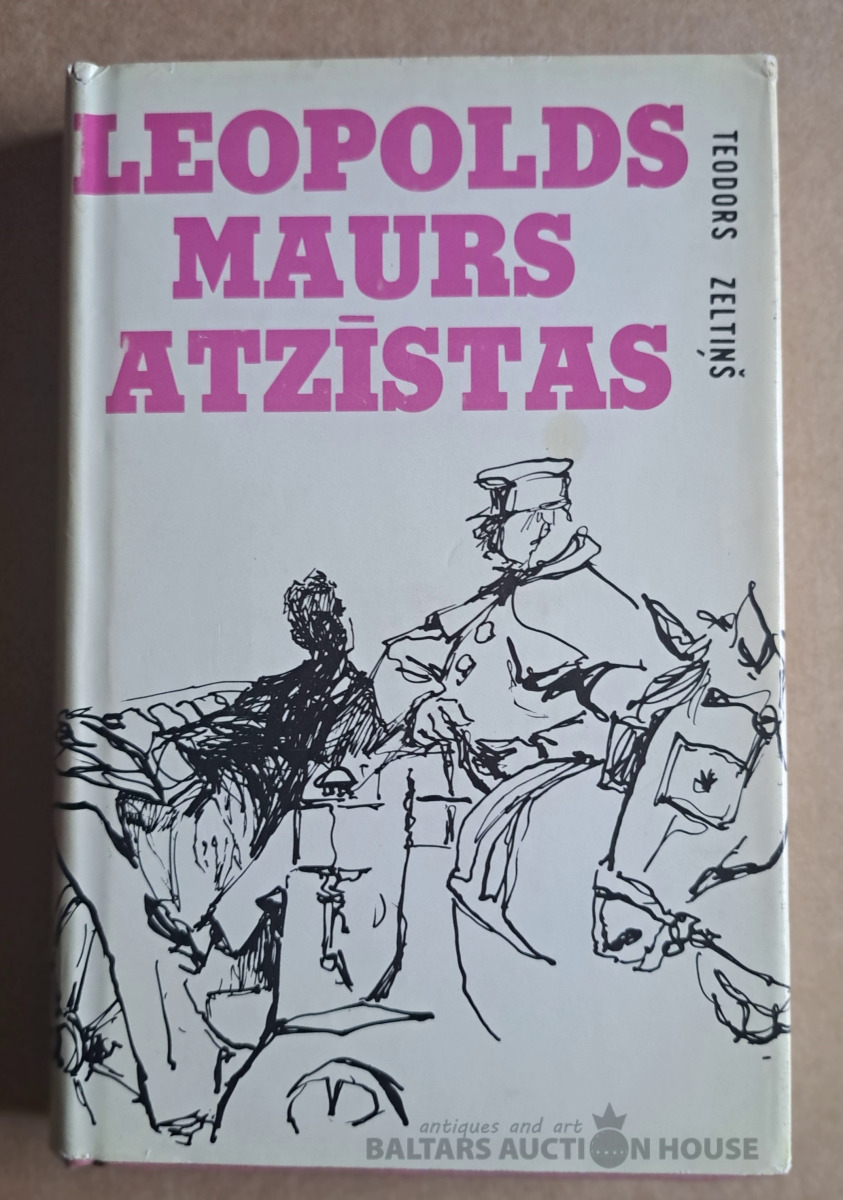 LEOPOLDS
MAURS
ATZĪSTAS
TEODORS ZELTIŅŠ
antiques and art
BALTARS AUCTION HOUSE